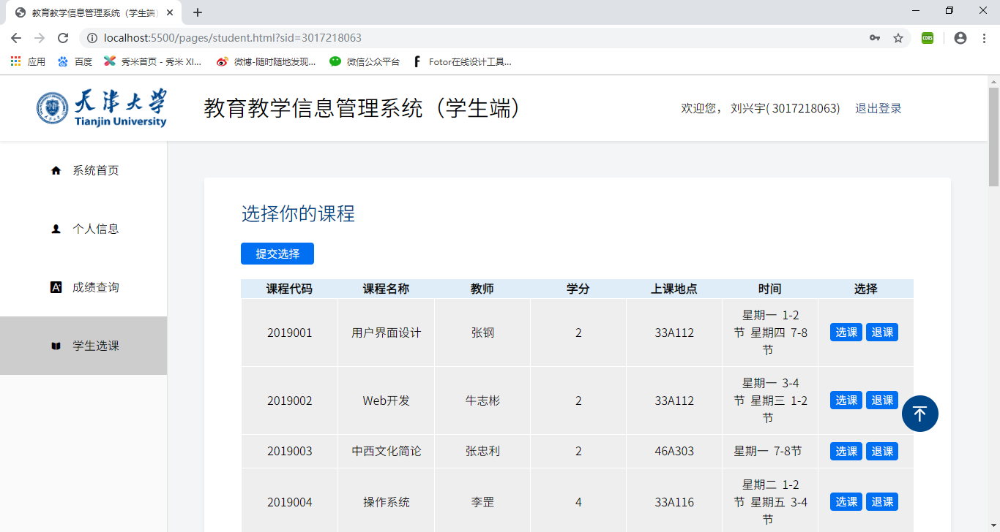 教育教学信息管理系统（学生端）
localhost:5500/pages/student.html?sid=3017218063
CORS
应用 百度 秀米首页 - 秀米 XI... 微博-随时随地发现... 微信公众平台 Fotor在线设计工具...
天津大学
Tianjin University
教育教学信息管理系统（学生端）
欢迎您， 刘兴宇( 3017218063) 退出登录
系统首页
个人信息
成绩查询
学生选课
选择你的课程
提交选择
课程代码 课程名称 教师 学分 上课地点 时间 选择
2019001 用户界面设计 张钢 2 33A112 星期一 1-2
节 星期四 7-8
节 选课 退课
2019002 Web开发 牛志彬 2 33A112 星期一 3-4
节 星期三 1-2
节 选课 退课
2019003 中西文化简论 张忠利 2 46A303 星期一 7-8节 选课 退课
2019004 操作系统 李罡 4 33A116 星期二 1-2
节 星期五 3-4
节 选课 退课